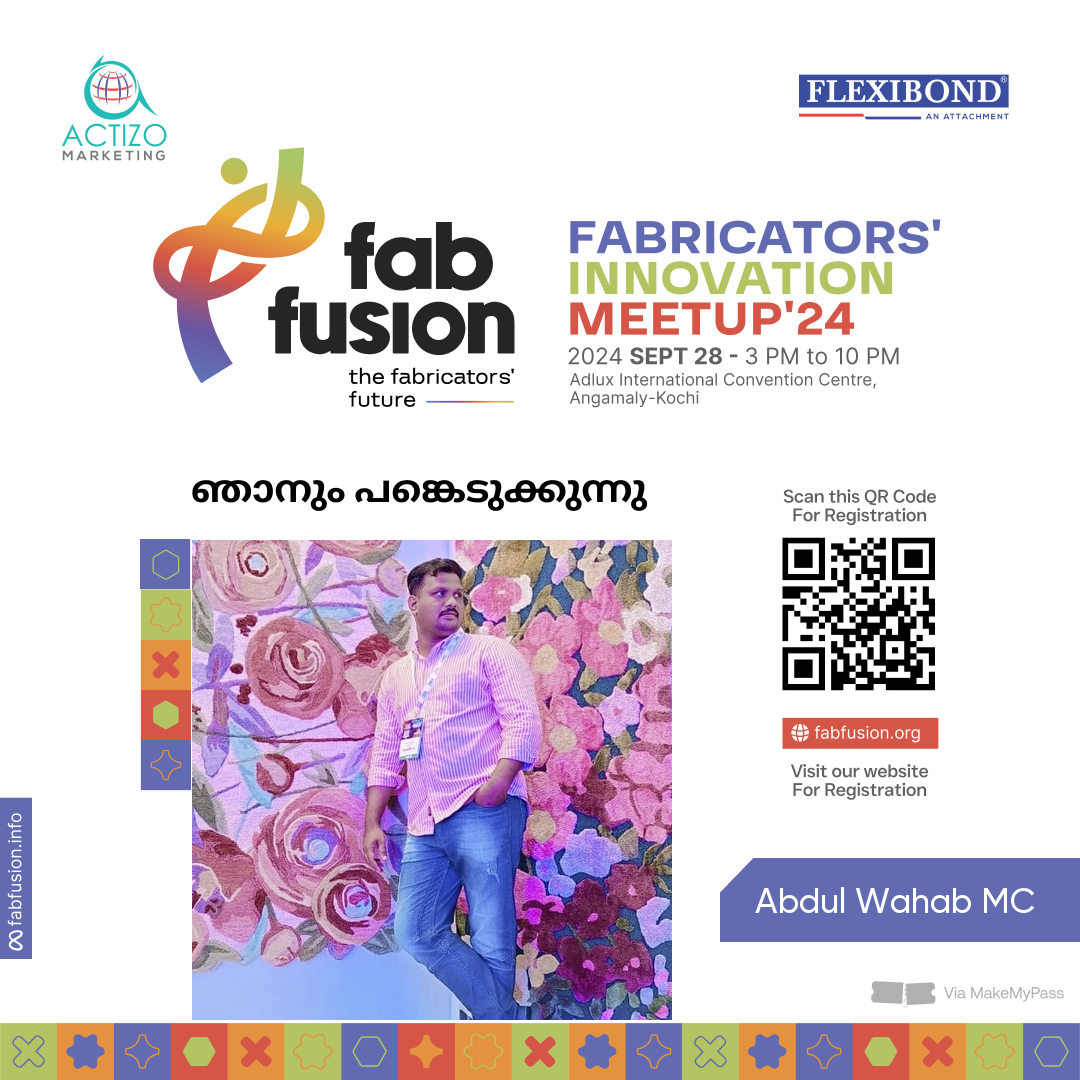 ACTIZO
MARKETING
FLEXIBOND®
AN ATTACHMENT
fab
fusion
the fabricators'
future
FABRICATORS'
INNOVATION
MEETUP'24
2024 SEPT 28 - 3 PM to 10 PM
Adlux International Convention Centre,
Angamaly-Kochi
ഞാനും പങ്കെടുക്കുന്നു
Scan this QR Code
For Registration
fabfusion.org
Visit our website
For Registration
fabfusion.info
Abdul Wahab MC
Via MakeMyPass